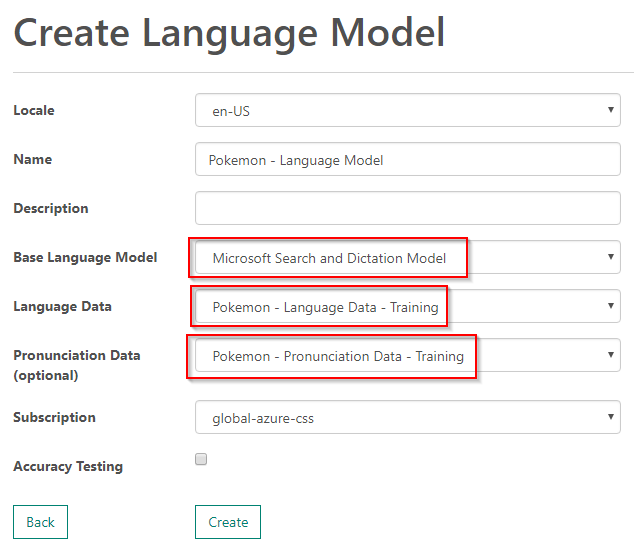 Create Language Model
Locale
en-US
Name
Pokemon - Language Model
Description
Base Language Model
Microsoft Search and Dictation Model
Language Data
Pokemon - Language Data - Training
Pronunciation Data
(optional)
Pokemon - Pronunciation Data - Training
Subscription
global-azure-css
Accuracy Testing
Back
Create